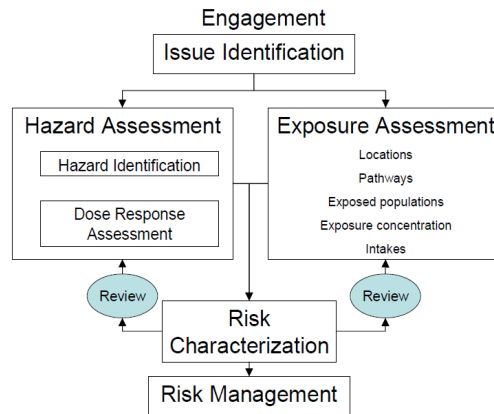 Engagement
Issue Identification
Hazard Assessment
Hazard Identification
Dose Response
Assessment
Exposure Assessment
Locations
Pathways
Exposed populations
Exposure concentration
Intakes
Review
Review
Risk
Characterization
Risk Management